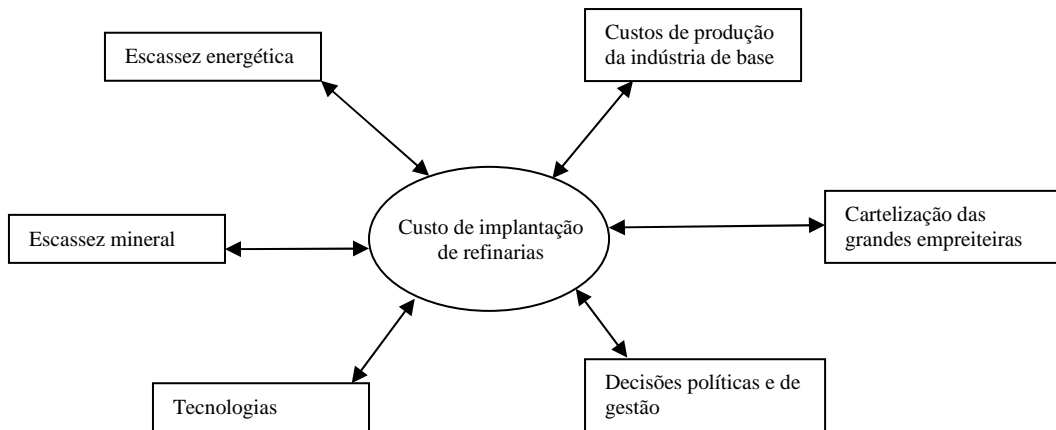 Escassez energética
Custos de produção
da indústria de base
Escassez mineral
Custo de implantação
de refinarias
Cartelização das
grandes empreiteiras
Tecnologias
Decisões políticas e de
gestão